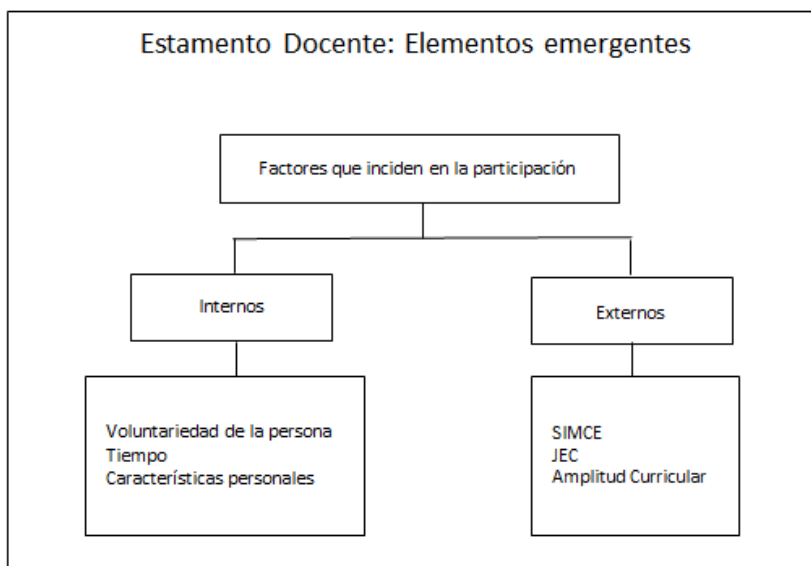 Estamento Docente: Elementos emergentes
Factores que inciden en la participación
Internos
Externos
Voluntariedad de la persona
Tiempo
Características personales
SIMCE
JEC
Amplitud Curricular